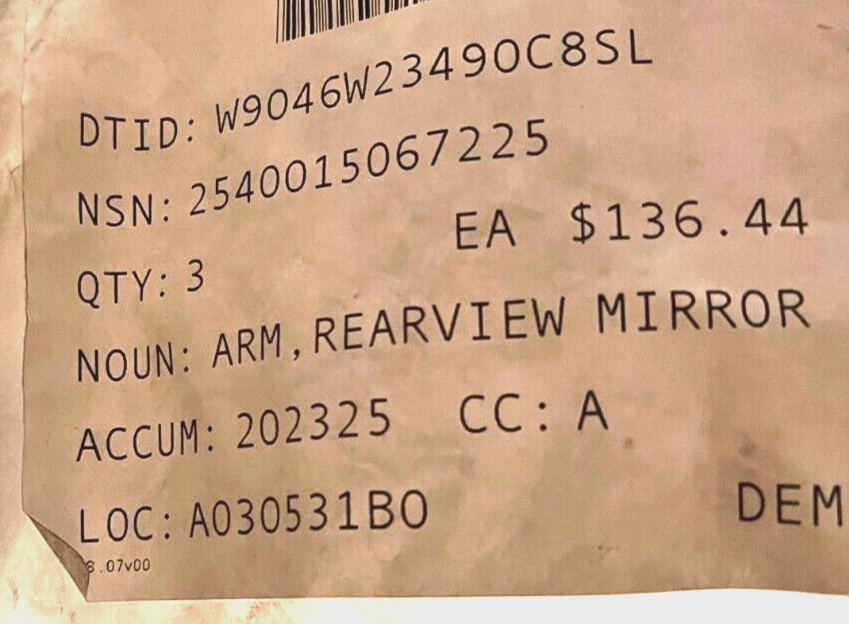 DTID: W9046W23490C8SL
NSN: 2540015067225
EA $136.44
QTY: 3
NOUN: ARM,REARVIEW MIRROR
ACCUM: 202325 CC: A
LOC: A030531B0 DEM
8.07v00